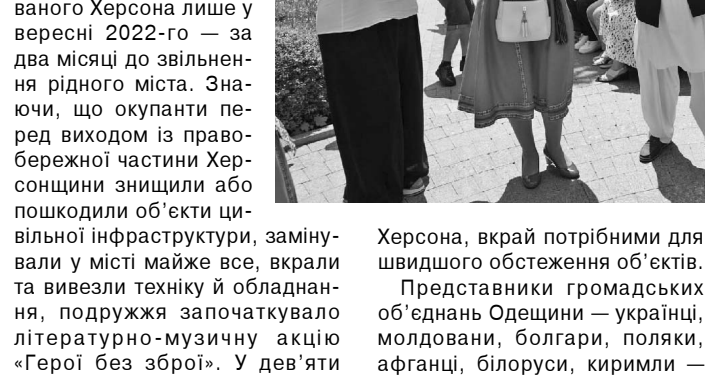 ваного Херсона лише у
вересні 2022-го — за
два місяці до звільнен-
ня рідного міста. Зна-
ючи, що окупанти пе-
ред виходом із право-
бережної частини Хер-
сонщини знищили або
пошкодили об’єкти ци-
вільної інфраструктури, заміну-
вали у місті майже все, вкрали
та вивезли техніку й обладнан-
ня, подружжя започаткувало
літературно-музичну акцію
«Герої без зброї». У дев’яти
Херсона, вкрай потрібними для
швидшого обстеження об’єктів.
Представники громадських
об’єднань Одещини — українці,
молдовани, болгари, поляки,
афганці, білоруси, киримли —